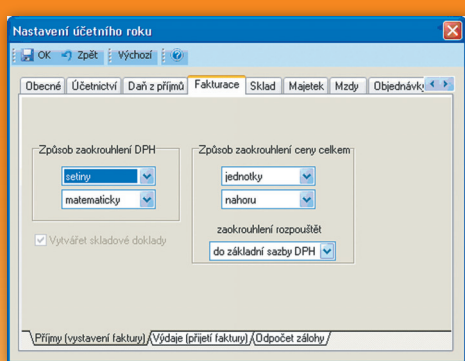 Nastavení účetního roku
OK Zpět Výchozí
Obecné Účetnictví Daň z příjmů Fakturace Sklad Majetek Mzdy Objednávky
Způsob zaokrouhlení DPH
setiny
matematicky
Vytvářet skladové doklady
Způsob zaokrouhlení ceny celkem
jednotky
nahoru
zaokrouhlení rozpouštět
do základní sazby DPH
Příjmy (vystavení faktury) Výdaje (přijetí faktury) Odpočet zálohy